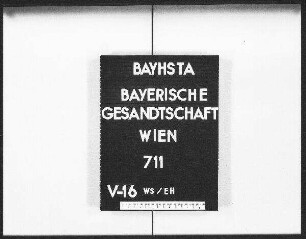 BAYHSTA
BAYERISCHE
GESANDTSCHAFT
WIEN
711
V-16 WS/EH